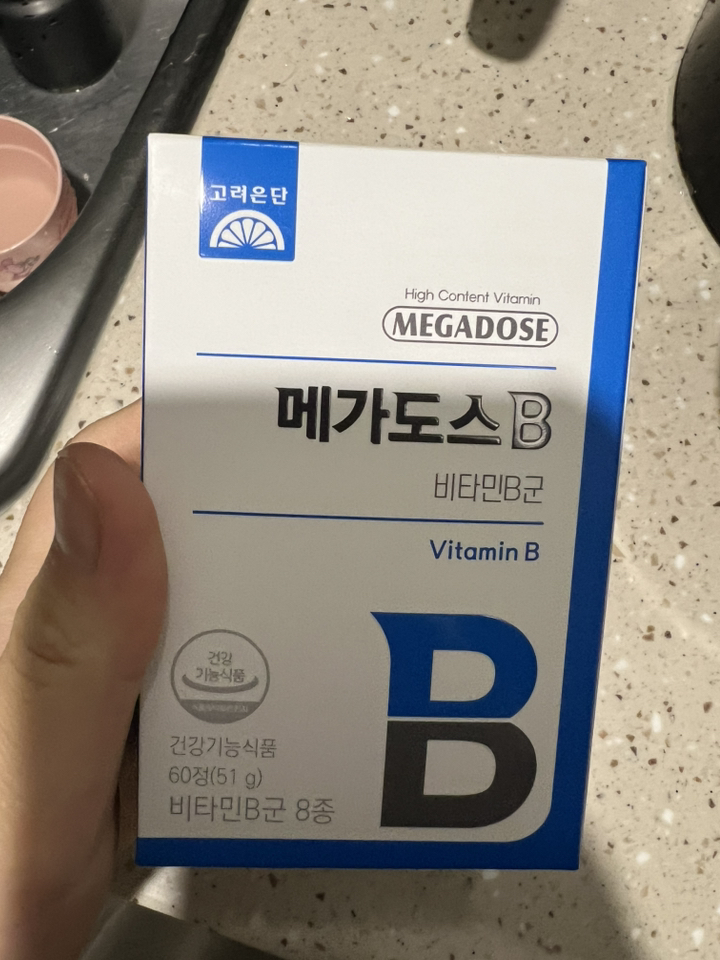 고려은단
High Content Vitamin
MEGADOSE
메가도스B
비타민B군
Vitamin B
B
건강
기능식품
건강기능식품
60정(51 g)
비타민B군 8종